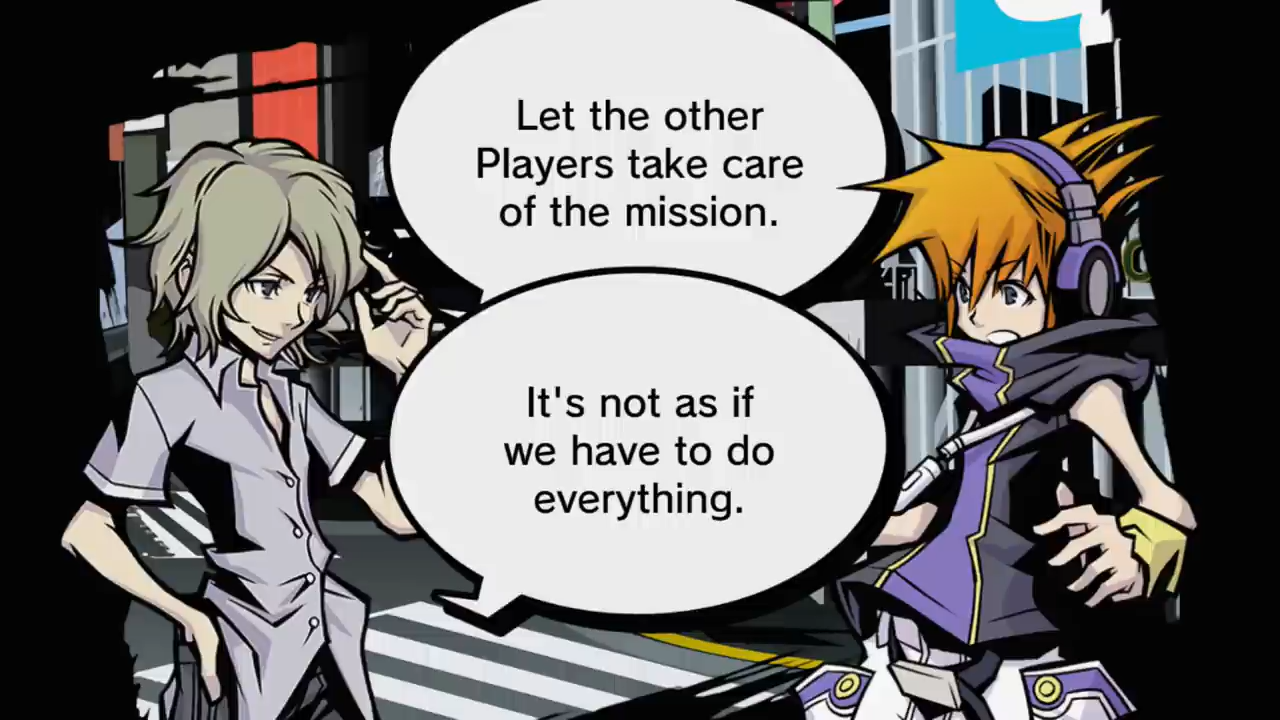 Let the other
Players take care
of the mission.
It's not as if
we have to do
everything.